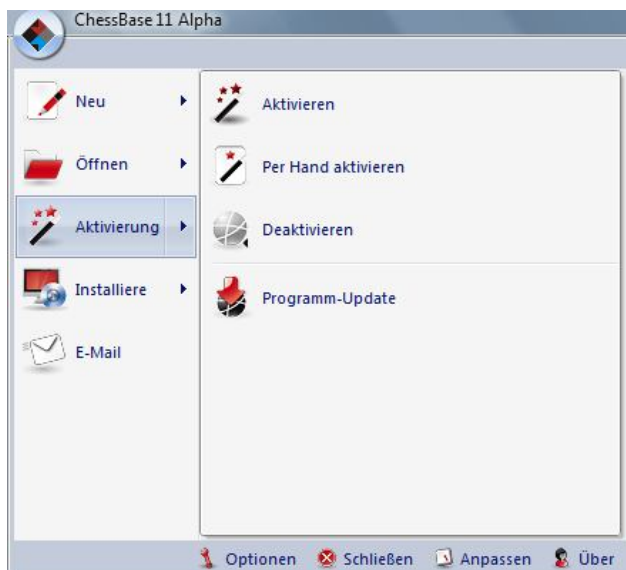 ChessBase 11 Alpha
Neu
Öffnen
Aktivierung
Installiere
E-Mail
Aktivieren
Per Hand aktivieren
Deaktivieren
Programm-Update
Optionen Schließen Anpassen Über